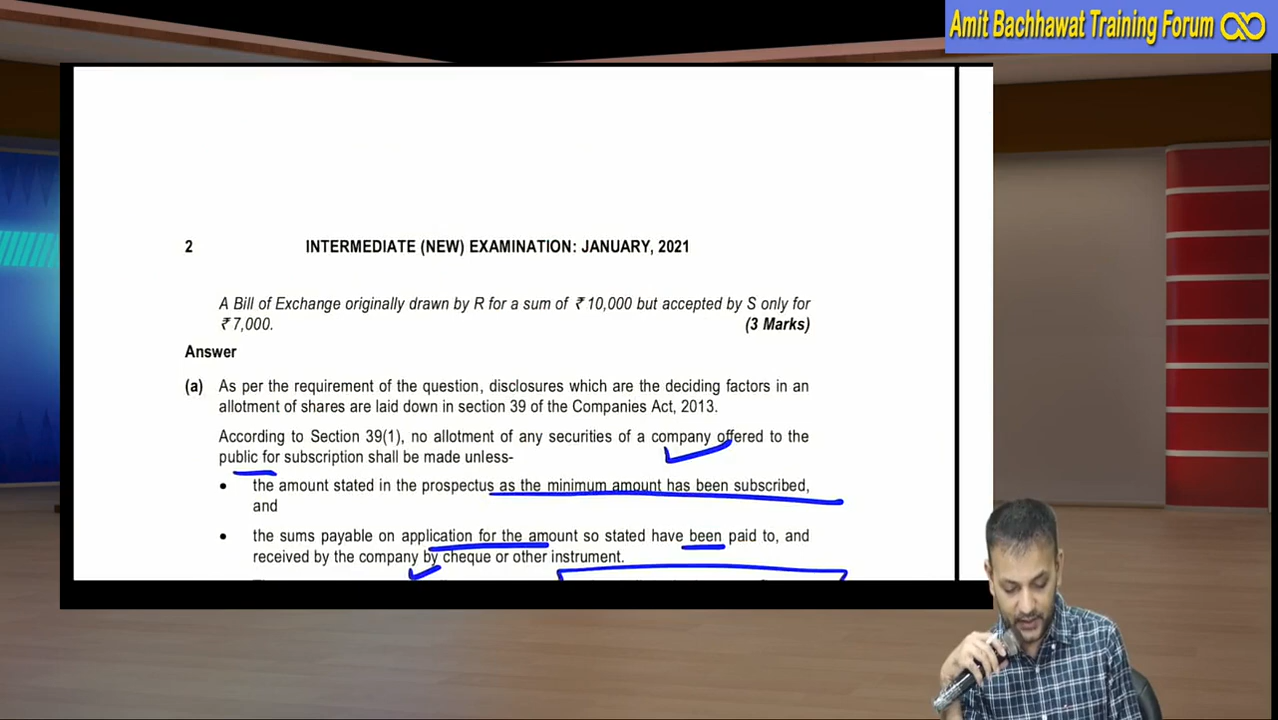 Amit Bachhawat Training Forum
2 INTERMEDIATE (NEW) EXAMINATION: JANUARY, 2021
A Bill of Exchange originally drawn by R for a sum of ₹ 10,000 but accepted by S only for
₹ 7,000. (3 Marks)
Answer
(a) As per the requirement of the question, disclosures which are the deciding factors in an
allotment of shares are laid down in section 39 of the Companies Act, 2013.
According to Section 39(1), no allotment of any securities of a company offered to the
public for subscription shall be made unless-
• the amount stated in the prospectus as the minimum amount has been subscribed,
and
• the sums payable on application for the amount so stated have been paid to, and
received by the company by cheque or other instrument.